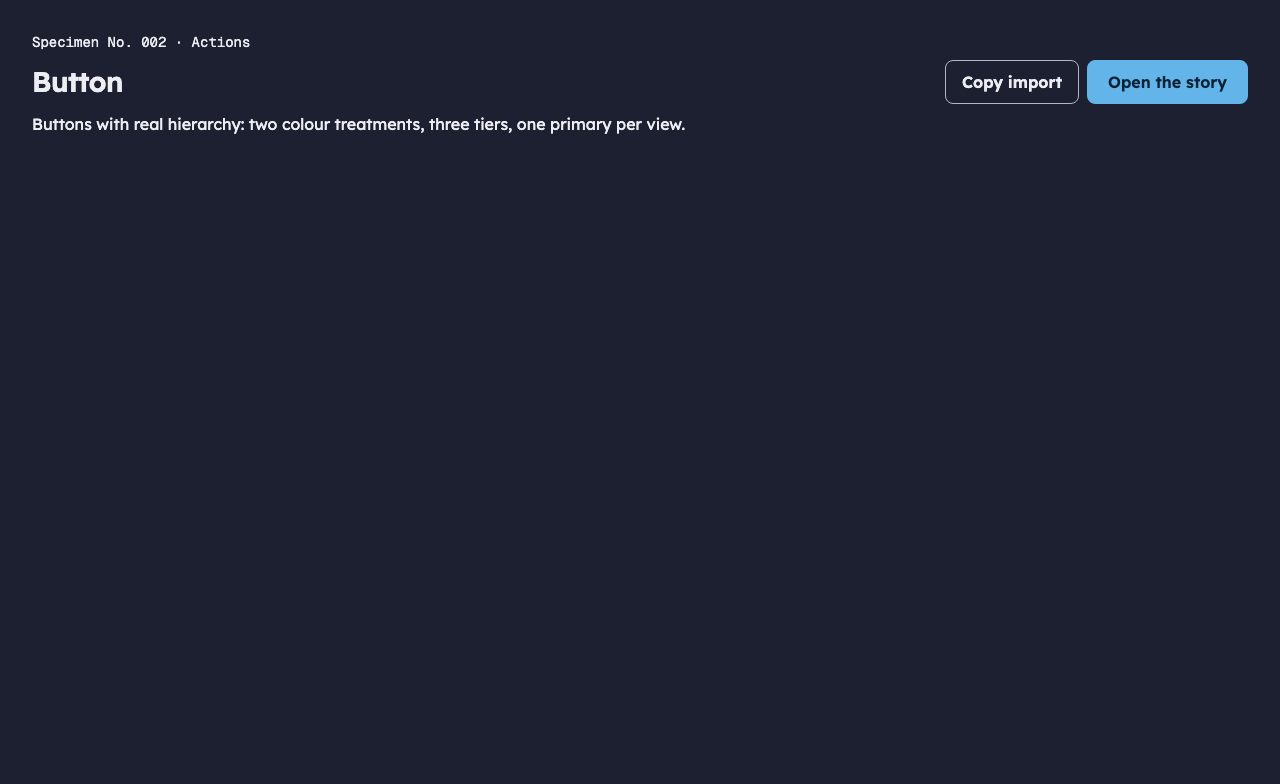 Specimen No. 002 · Actions
Button
Copy import
Open the story
Buttons with real hierarchy: two colour treatments, three tiers, one primary per view.